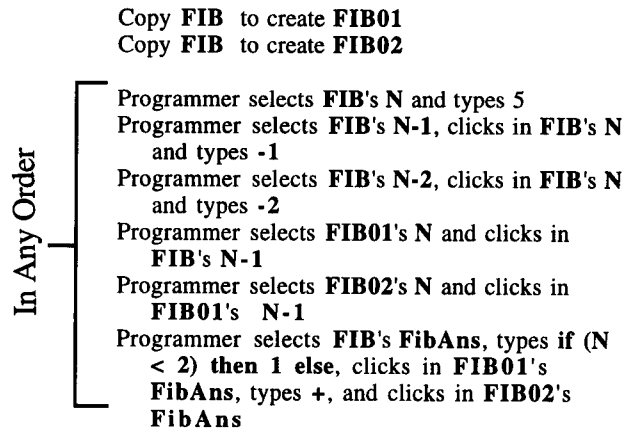 Copy FIB to create FIB01
Copy FIB to create FIB02
In Any Order
Programmer selects FIB's N and types 5
Programmer selects FIB's N-1, clicks in FIB's N
and types -1
Programmer selects FIB's N-2, clicks in FIB's N
and types -2
Programmer selects FIB01's N and clicks in
FIB's N-1
Programmer selects FIB02's N and clicks in
FIB01's N-1
Programmer selects FIB's FibAns, types if (N
< 2) then 1 else, clicks in FIB01's
FibAns, types +, and clicks in FIB02's
FibAns